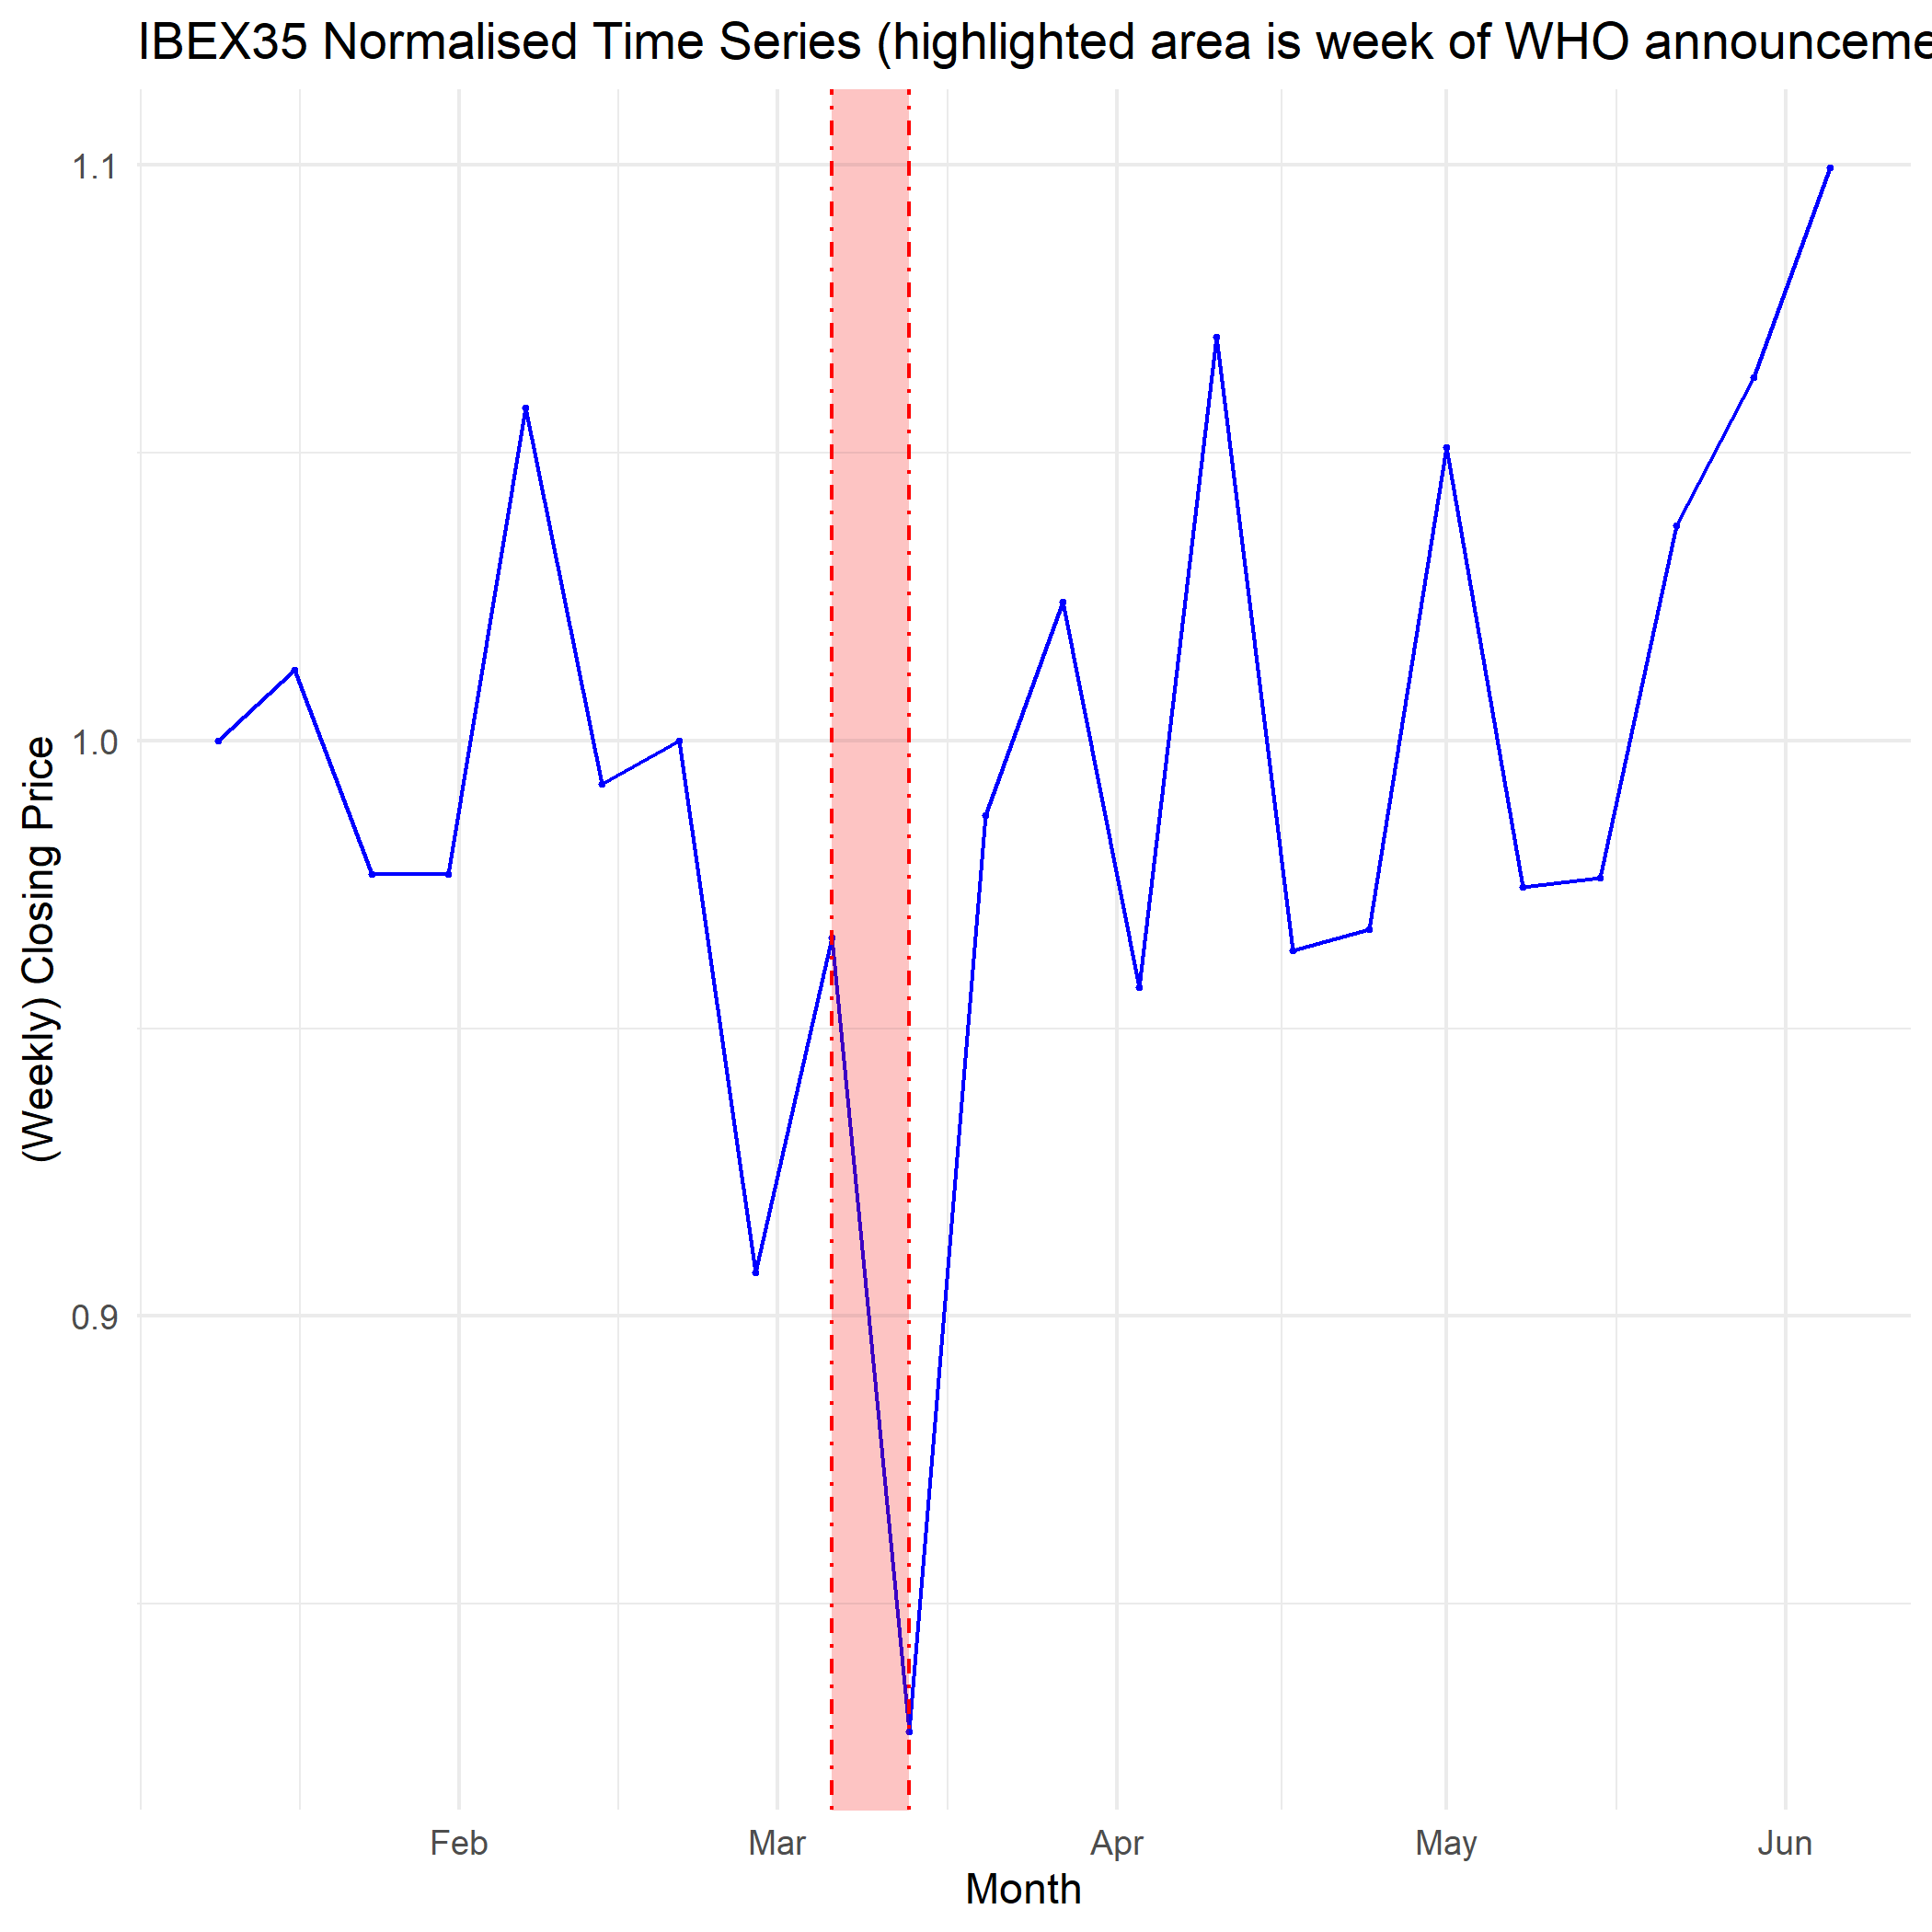 IBEX35 Normalised Time Series (highlighted area is week of WHO announceme
1.1
1.0
0.9
(Weekly) Closing Price
Feb Mar Apr May Jun
Month